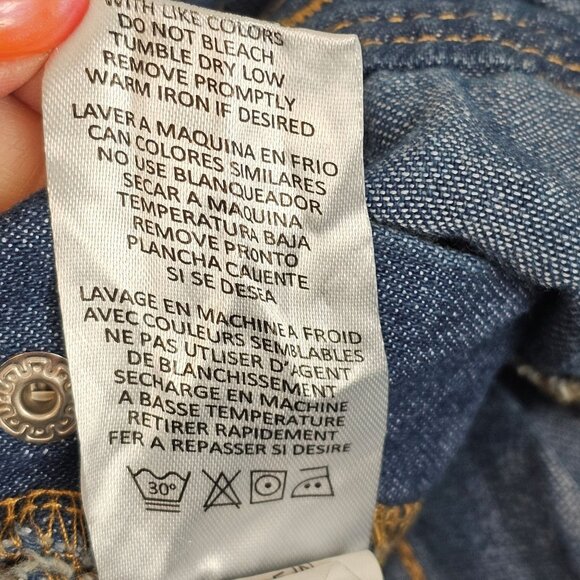 WITH LIKE COLORS
DO NOT BLEACH
TUMBLE DRY LOW
REMOVE PROMPTLY
WARM IRON IF DESIRED
LAVER A MAQUINA EN FRIO
CAN COLORES SIMILARES
NO USE BLANQUEADOR
SECAR A MAQUINA
TEMPERATURA BAJA
REMOVE PRONTO
PLANCHA CALIENTE
SI SE DESEA
LAVAGE EN MACHINEA FROID
AVEC COULEURS SEMBLABLES
NE PAS UTLISER D'AGENT
DE BLANCHISSEMENT
SECHARGE EN MACHINE
A BASSE TEMPERATURE
RETIRER RAPIDEMENT
FER A REPASSER SI DESIRE
30°